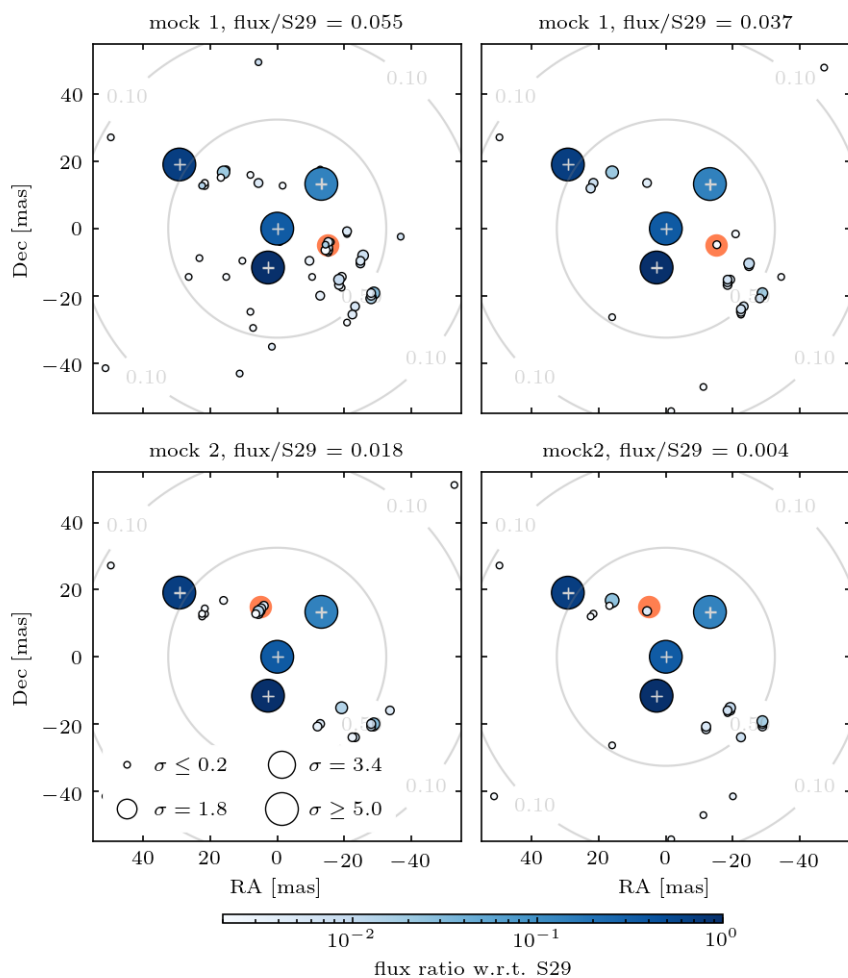 mock 1, flux/S29 = 0.055
mock 1, flux/S29 = 0.037
0.10
0.10
0.10
0.10
40
20
0
−20
−40
Dec [mas]
0.10
0.10
0.10
mock 2, flux/S29 = 0.018
mock2, flux/S29 = 0.004
0.10
0.10
0.10
0.10
40
20
0
−20
−40
Dec [mas]
0.10
0.10
σ ≤ 0.2
σ = 3.4
σ = 1.8
σ ≥ 5.0
40 20 0 −20 −40
40 20 0 −20 −40
RA [mas]
RA [mas]
10⁻²
10⁻¹
10⁰
flux ratio w.r.t. S29